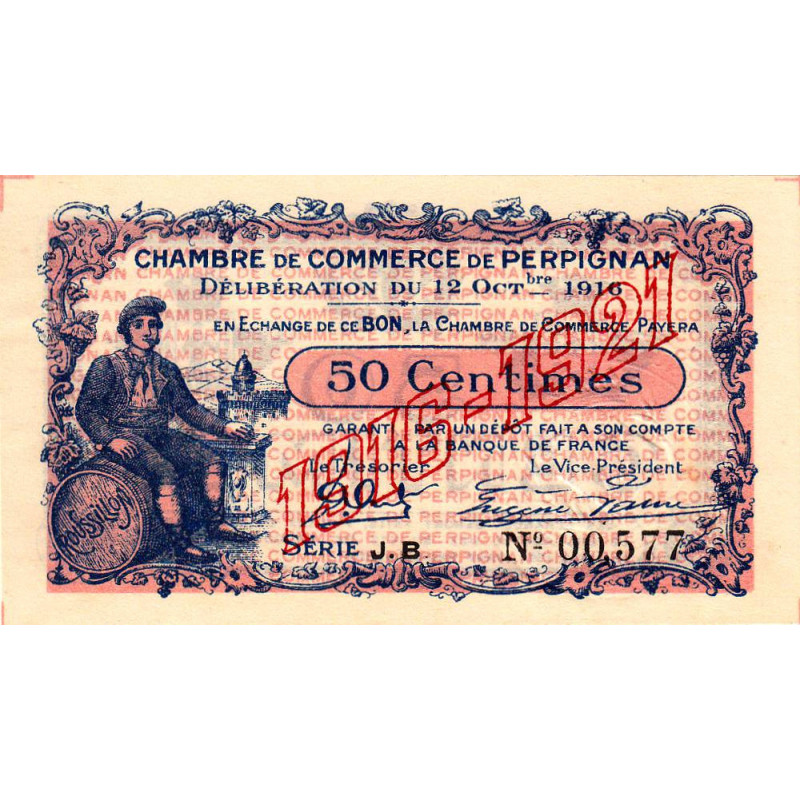 CHAMBRE DE COMMERCE DE PERPIGNAN
DÉLIBÉRATION DU 12 OCTbre 1916
EN ECHANGE DE CE BON, LA CHAMBRE DE COMMERCE PAYERA
50 Centimes
GARANTI PAR UN DÉPÔT FAIT A SON COMPTE
A LA BANQUE DE FRANCE
Le Trésorier Le Vice-Président
1916-1921
ROUSSILLON
SÉRIE J.B. No. 00,577